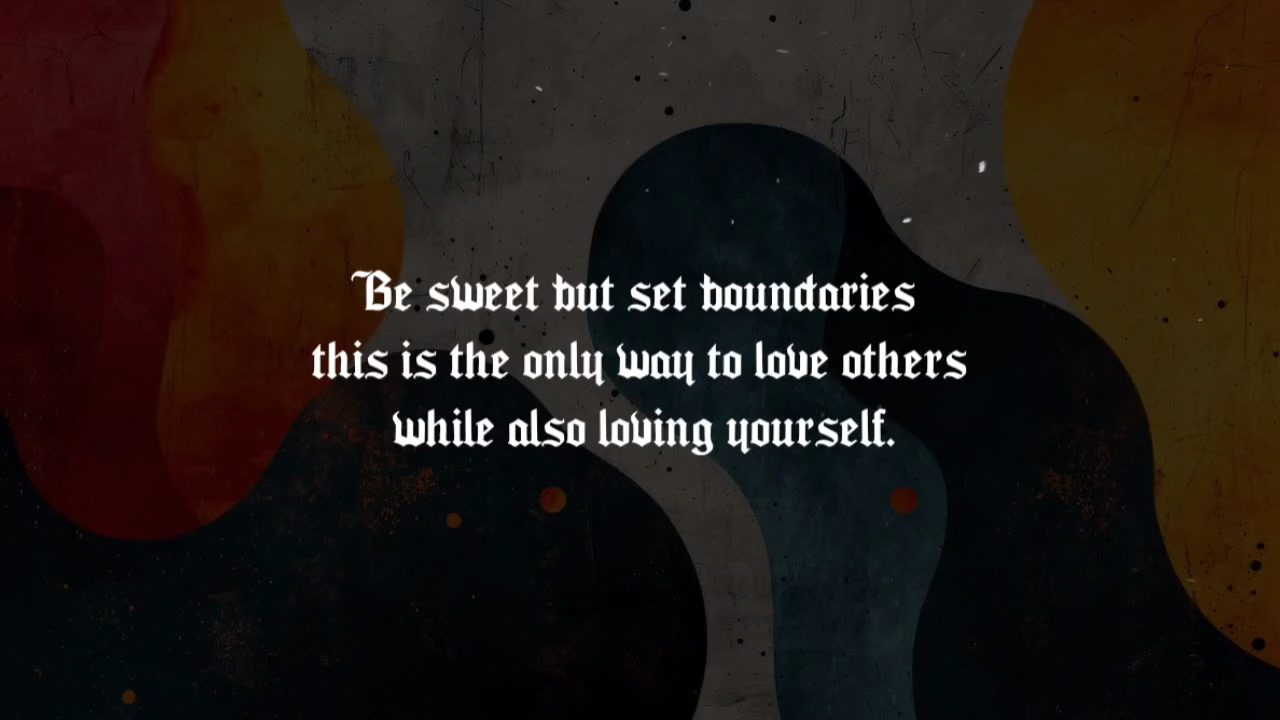 Be sweet but set boundaries
this is the only way to love others
while also loving yourself.